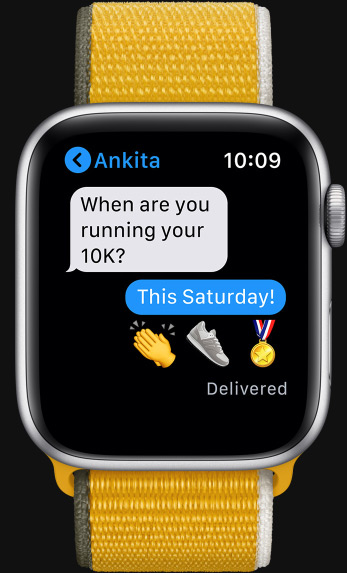 Ankita
10:09
When are you
running your
10K?
This Saturday!
👏 👟 🏅
Delivered